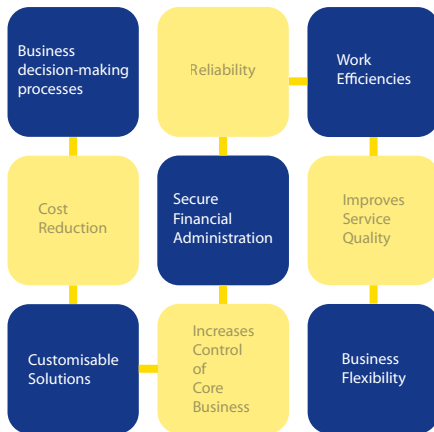 Business
decision-making
processes
Reliability
Work
Efficiencies
Cost
Reduction
Secure
Financial
Administration
Improves
Service
Quality
Customisable
Solutions
Increases
Control
of
Core
Business
Business
Flexibility